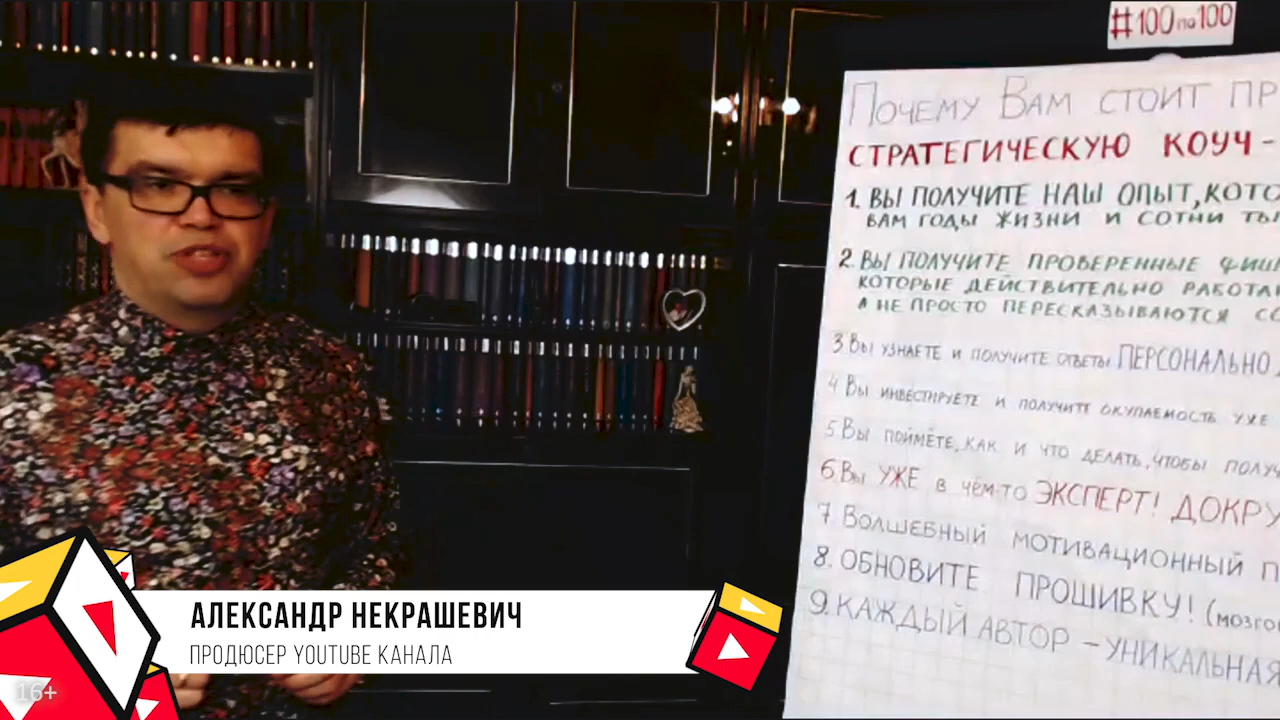 #100по100
ПОЧЕМУ ВАМ СТОИТ ПР
СТРАТЕГИЧЕСКУЮ КОУЧ -
1. ВЫ ПОЛУЧИТЕ НАШ ОПЫТ, КОТО
ВАМ ГОДЫ ЖИЗНИ И СОТНИ ТЫ
2. ВЫ ПОЛУЧИТЕ ПРОВЕРЕННЫЕ ФИШ
КОТОРЫЕ ДЕЙСТВИТЕЛЬНО РАБОТА
А НЕ ПРОСТО ПЕРЕСКАЗЫВАЮТСЯ СО
3. ВЫ УЗНАЕТЕ И ПОЛУЧИТЕ ОТВЕТЫ ПЕРСОНАЛЬНО
4 ВЫ ИНВЕСТИРУЕТЕ И ПОЛУЧИТЕ ОКУПАЕМОСТЬ УЖЕ
5. ВЫ ПОЙМЁТЕ, КАК И ЧТО ДЕЛАТЬ, ЧТОБЫ ПОЛУЧ
6. ВЫ УЖЕ В ЧЁМ-ТО ЭКСПЕРТ! ДОКРУ
7 ВОЛШЕБНЫЙ МОТИВАЦИОННЫЙ П
8. ОБНОВИТЕ ПРОШИВКУ! (МОЗГО
9. КАЖДЫЙ АВТОР - УНИКАЛЬНАЯ
АЛЕКСАНДР НЕКРАШЕВИЧ
ПРОДЮСЕР YOUTUBE КАНАЛА
16+